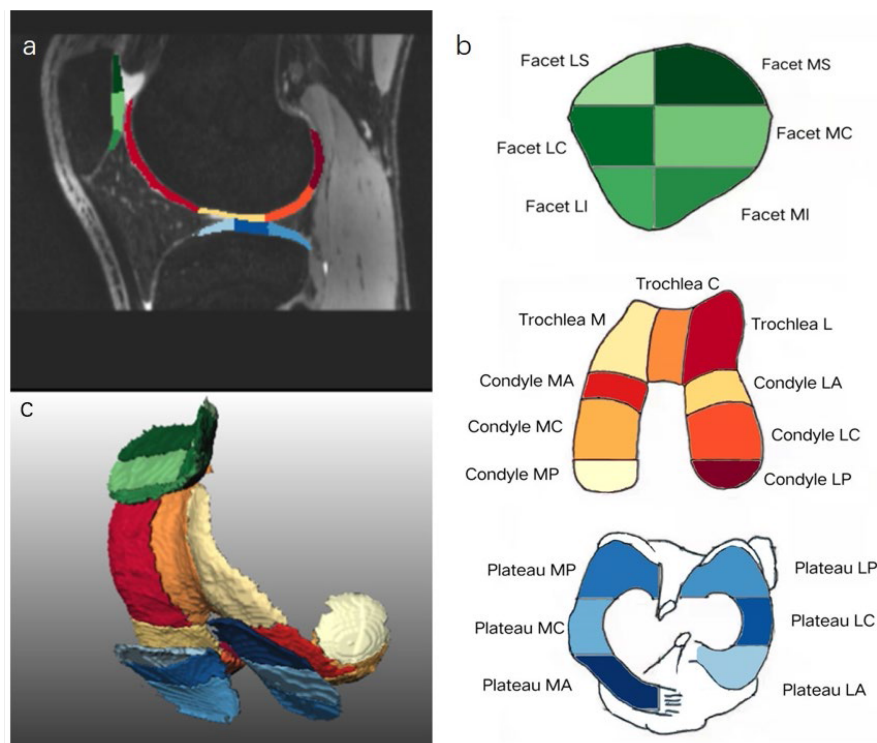 a
b
Facet LS
Facet MS
Facet LC
Facet MC
Facet LI
Facet MI
Trochlea C
Trochlea M
Trochlea L
Condyle MA
Condyle LA
Condyle MC
Condyle LC
Condyle MP
Condyle LP
Plateau MP
Plateau LP
Plateau MC
Plateau LC
Plateau MA
Plateau LA
c